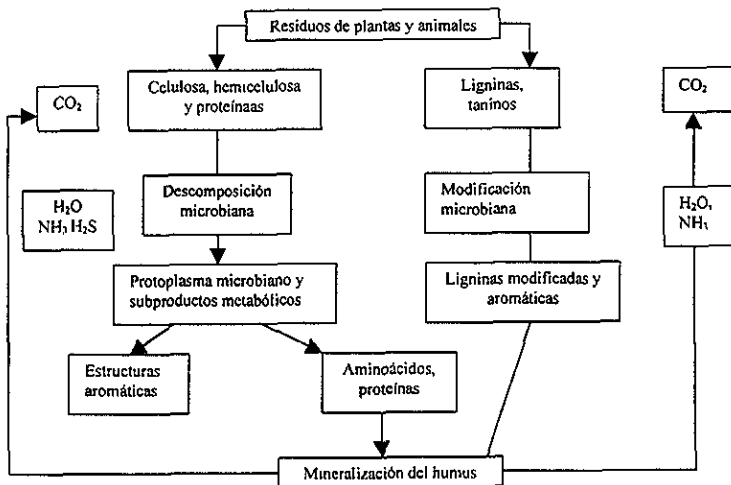 Residuos de plantas y animales
CO₂
Celulosa, hemicelulosa
y proteínaas
Ligninas,
taninos
CO₂
H₂O
NH₃ H₂S
Descomposición
microbiana
Modificación
microbiana
H₂O,
NH₃
Protoplasma microbiano y
subproductos metabólicos
Ligninas modificadas y
aromáticas
Estructuras
aromáticas
Aminoácidos,
proteínas
Mineralización del humus